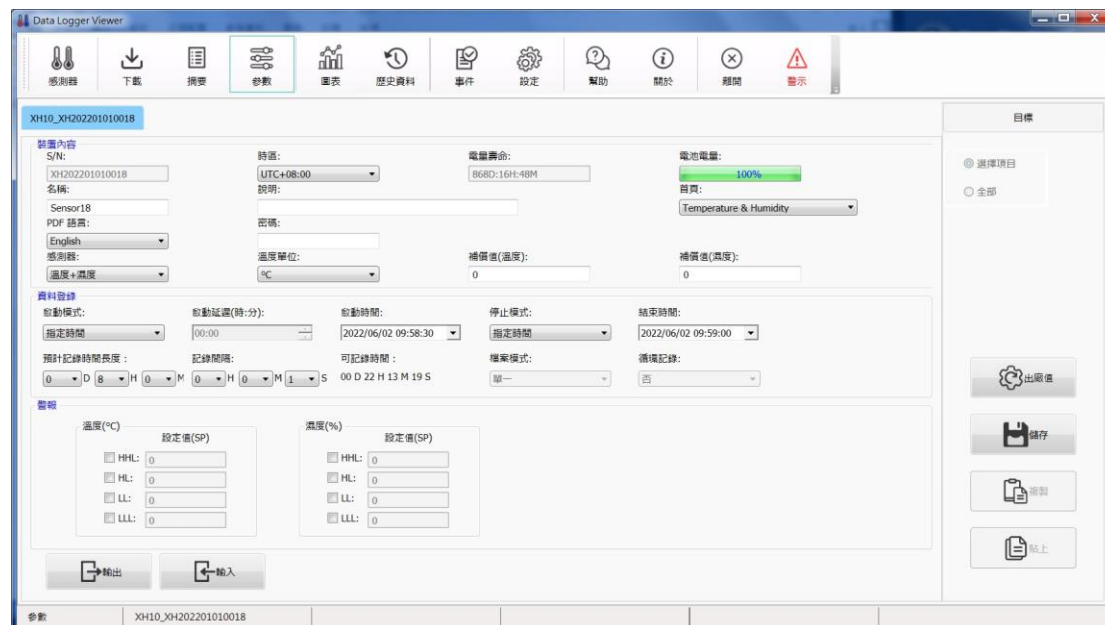 Data Logger Viewer
感測器 下載 摘要 參數 圖表 歷史資料 事件 設定 幫助 關於 離開 警示
XH10_XH202201010018
目標
裝置內容
S/N: 時區: 電量壽命: 電池電量:
XH202201010018 UTC+08:00 868D:16H:48M 100%
名稱: 說明: 首頁:
Sensor18 Temperature & Humidity
PDF 語言: 密碼:
English
感測器: 溫度單位: 補償值(溫度): 補償值(濕度):
溫度+濕度 ºC 0 0
選擇項目
全部
資料登錄
啟動模式: 啟動延遲(時:分): 啟動時間: 停止模式: 結束時間:
指定時間 00:00 2022/06/02 09:58:30 指定時間 2022/06/02 09:59:00
預計記錄時間長度： 記錄間隔: 可記錄時間： 檔案模式: 循環記錄:
0 D 8 H 0 M 0 H 0 M 1 S 00 D 22 H 13 M 19 S 單一 否
警報
溫度(ºC) 濕度(%)
設定值(SP) 設定值(SP)
HHL: 0 HHL: 0
HL: 0 HL: 0
LL: 0 LL: 0
LLL: 0 LLL: 0
輸出 輸入
出廠值
儲存
複製
貼上
參數 XH10_XH202201010018